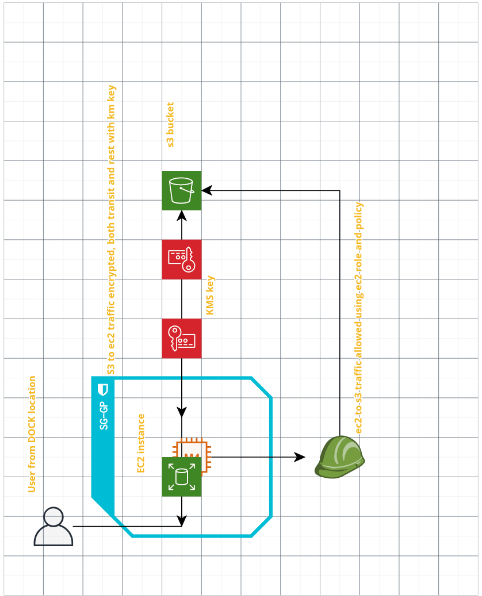 s3 bucket
S3 to ec2 traffic encrypted, both transit and rest with km key
KMS key
ec2-to-s3-traffic-allowed-using-ec2-role-and-policy
User from DOCK location
SG-GP
EC2 instance